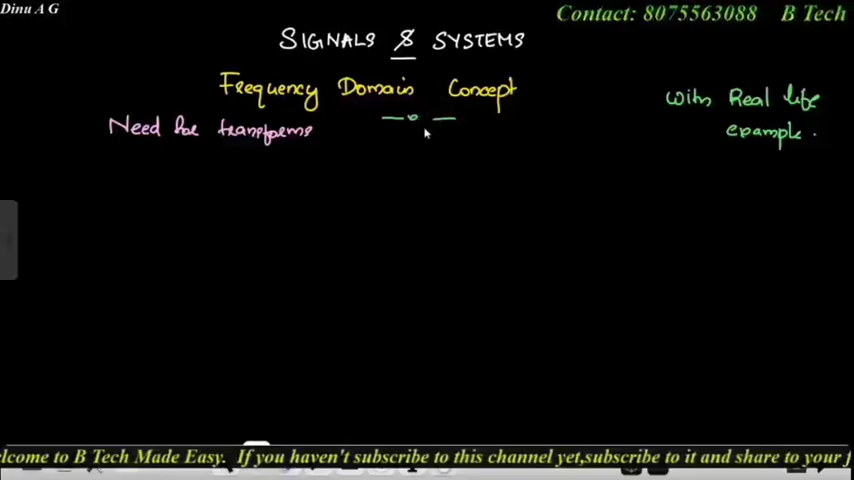 Dinu A G
Contact: 8075563088 B Tech
SIGNALS & SYSTEMS
Frequency Domain Concept
With Real life
example.
Need for transforms
elcome to B Tech Made Easy. If you haven't subscribe to this channel yet,subscribe to it and share to your f